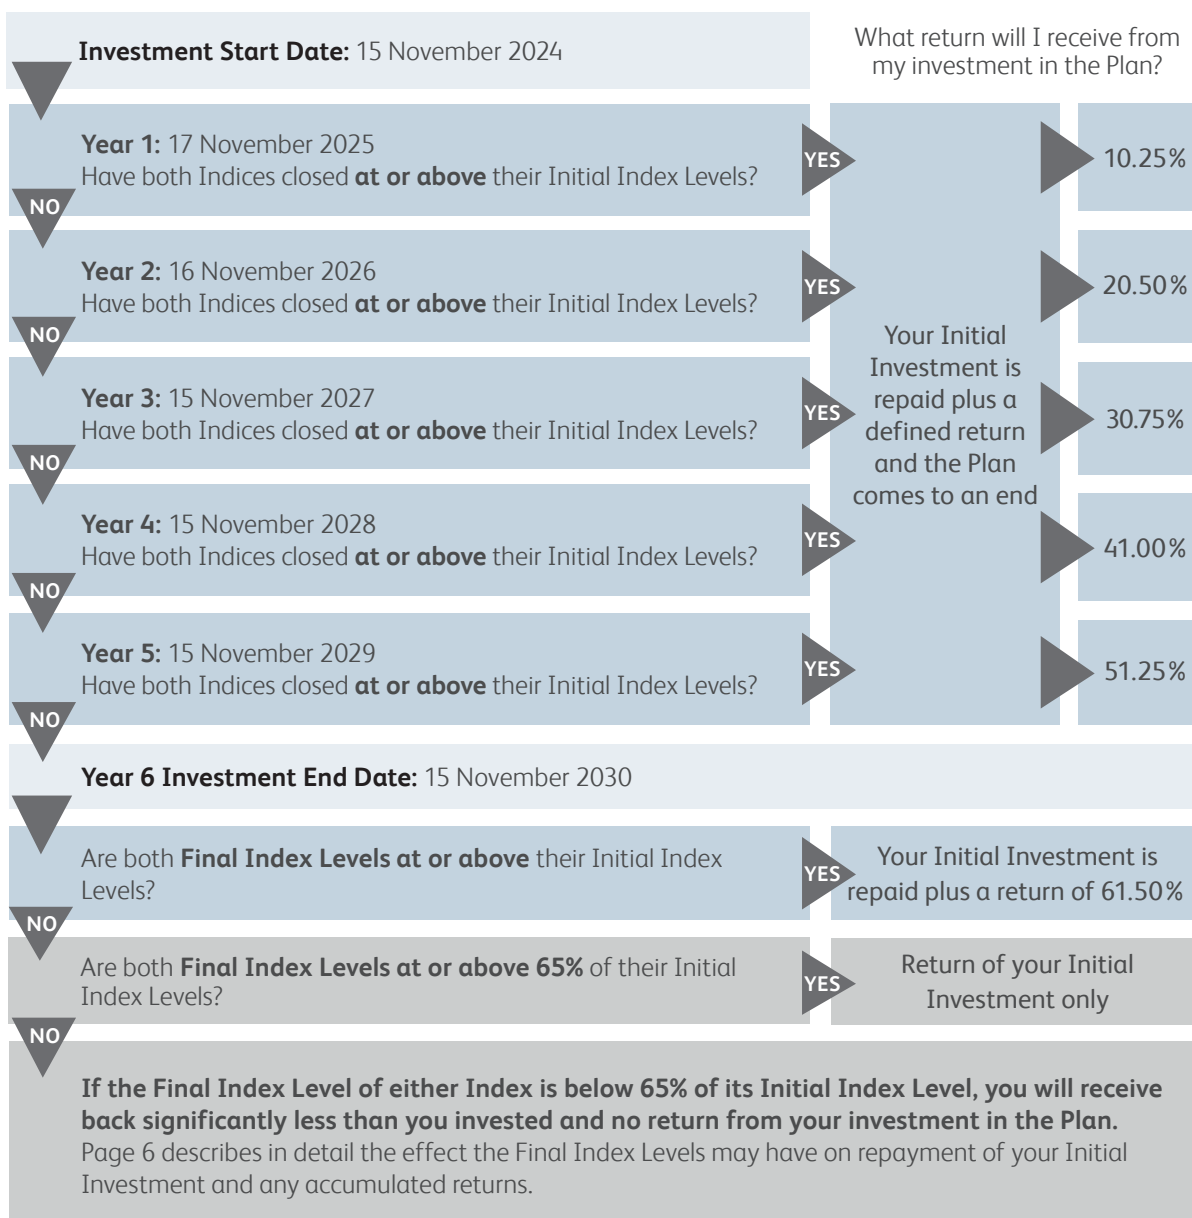 Investment Start Date: 15 November 2024
What return will I receive from
my investment in the Plan?
Year 1: 17 November 2025
Have both Indices closed at or above their Initial Index Levels?
YES
10.25%
NO
Year 2: 16 November 2026
Have both Indices closed at or above their Initial Index Levels?
YES
20.50%
NO
Year 3: 15 November 2027
Have both Indices closed at or above their Initial Index Levels?
YES
30.75%
NO
Year 4: 15 November 2028
Have both Indices closed at or above their Initial Index Levels?
YES
41.00%
NO
Year 5: 15 November 2029
Have both Indices closed at or above their Initial Index Levels?
YES
51.25%
NO
Your Initial
Investment is
repaid plus a
defined return
and the Plan
comes to an end
Year 6 Investment End Date: 15 November 2030
Are both Final Index Levels at or above their Initial Index
Levels?
YES
Your Initial Investment is
repaid plus a return of 61.50%
NO
Are both Final Index Levels at or above 65% of their Initial
Index Levels?
YES
Return of your Initial
Investment only
NO
If the Final Index Level of either Index is below 65% of its Initial Index Level, you will receive
back significantly less than you invested and no return from your investment in the Plan.
Page 6 describes in detail the effect the Final Index Levels may have on repayment of your Initial
Investment and any accumulated returns.